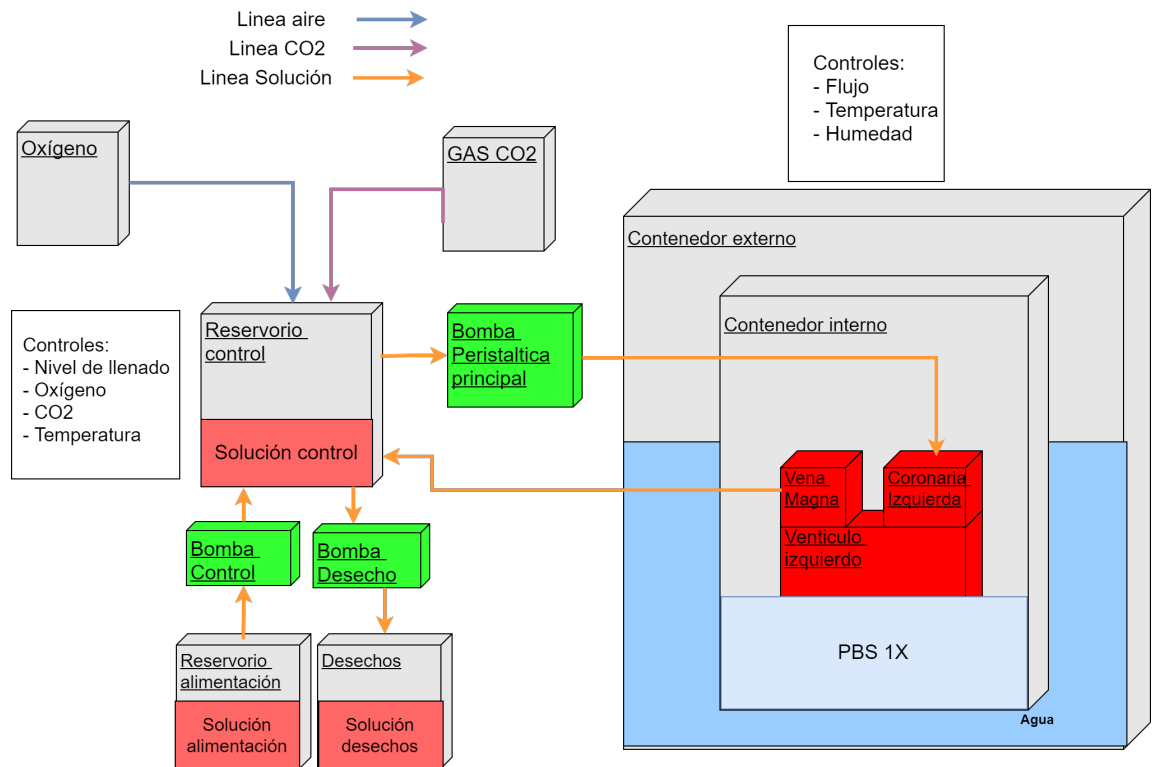 Linea aire
Linea CO2
Linea Solución
Controles:
- Flujo
- Temperatura
- Humedad
Oxígeno
GAS CO2
Contenedor externo
Contenedor interno
Controles:
- Nivel de llenado
- Oxígeno
- CO2
- Temperatura
Reservorio
control
Bomba
Peristaltica
principal
Solución control
Vena
Magna
Coronaria
Izquierda
Venticulo
izquierdo
Bomba
Control
Bomba
Desecho
PBS 1X
Reservorio
alimentación
Desechos
Agua
Solución
alimentación
Solución
desechos